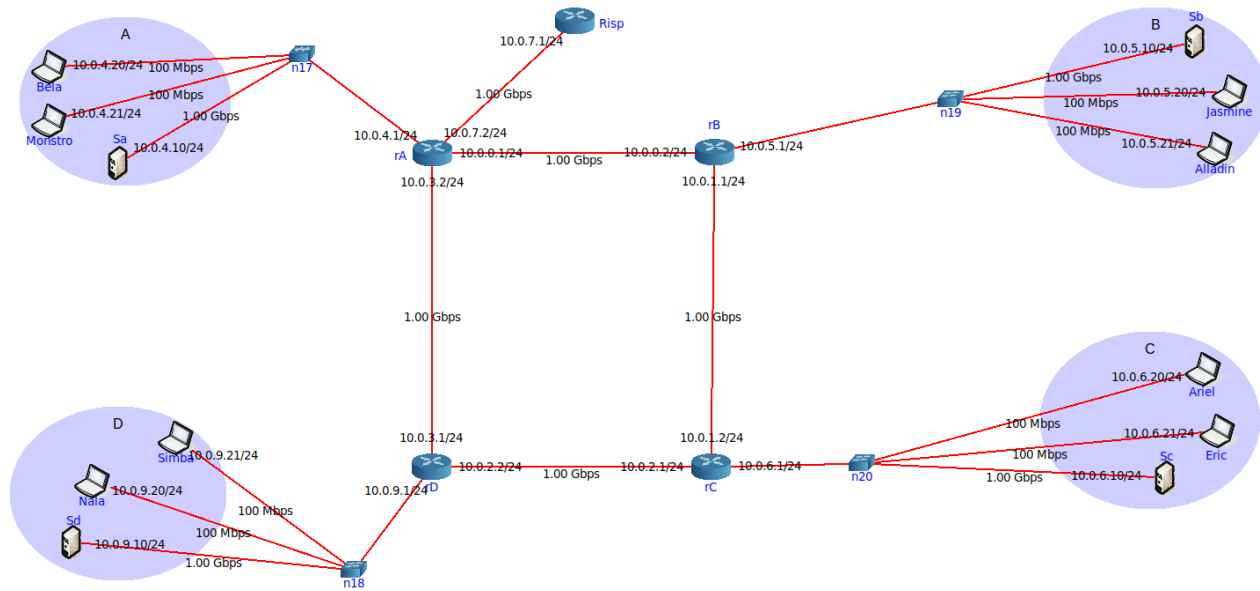 A
10.0.4.20/24
100 Mbps
Bela
n17
100 Mbps
10.0.4.21/24
Monstro
1.00 Gbps
Sa
10.0.4.10/24
10.0.4.1/24
rA
Risp
10.0.7.1/24
1.00 Gbps
10.0.7.2/24
10.0.0.1/24
1.00 Gbps
10.0.0.2/24
rB
10.0.5.1/24
10.0.3.2/24
10.0.1.1/24
B
Sb
10.0.5.10/24
1.00 Gbps
n19
10.0.5.20/24
100 Mbps
Jasmine
100 Mbps
10.0.5.21/24
Alladin
1.00 Gbps
1.00 Gbps
D
Simba
10.0.9.21/24
Nala
10.0.9.20/24
100 Mbps
Sd
100 Mbps
10.0.9.10/24
1.00 Gbps
n18
10.0.3.1/24
10.0.2.2/24
rD
10.0.9.1/24
1.00 Gbps
10.0.2.1/24
10.0.1.2/24
10.0.6.1/24
rC
n20
C
10.0.6.20/24
Ariel
100 Mbps
10.0.6.21/24
100 Mbps
Eric
Sc
10.0.6.10/24
1.00 Gbps